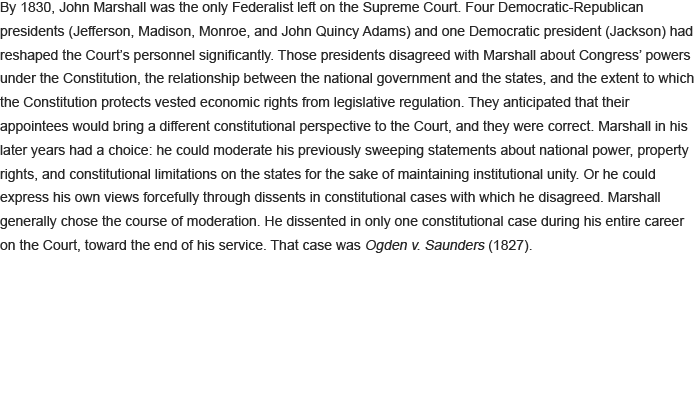 By 1830, John Marshall was the only Federalist left on the Supreme Court. Four Democratic-Republican
presidents (Jefferson, Madison, Monroe, and John Quincy Adams) and one Democratic president (Jackson) had
reshaped the Court's personnel significantly. Those presidents disagreed with Marshall about Congress' powers
under the Constitution, the relationship between the national government and the states, and the extent to which
the Constitution protects vested economic rights from legislative regulation. They anticipated that their
appointees would bring a different constitutional perspective to the Court, and they were correct. Marshall in his
later years had a choice: he could moderate his previously sweeping statements about national power, property
rights, and constitutional limitations on the states for the sake of maintaining institutional unity. Or he could
express his own views forcefully through dissents in constitutional cases with which he disagreed. Marshall
generally chose the course of moderation. He dissented in only one constitutional case during his entire career
on the Court, toward the end of his service. That case was Ogden v. Saunders (1827).